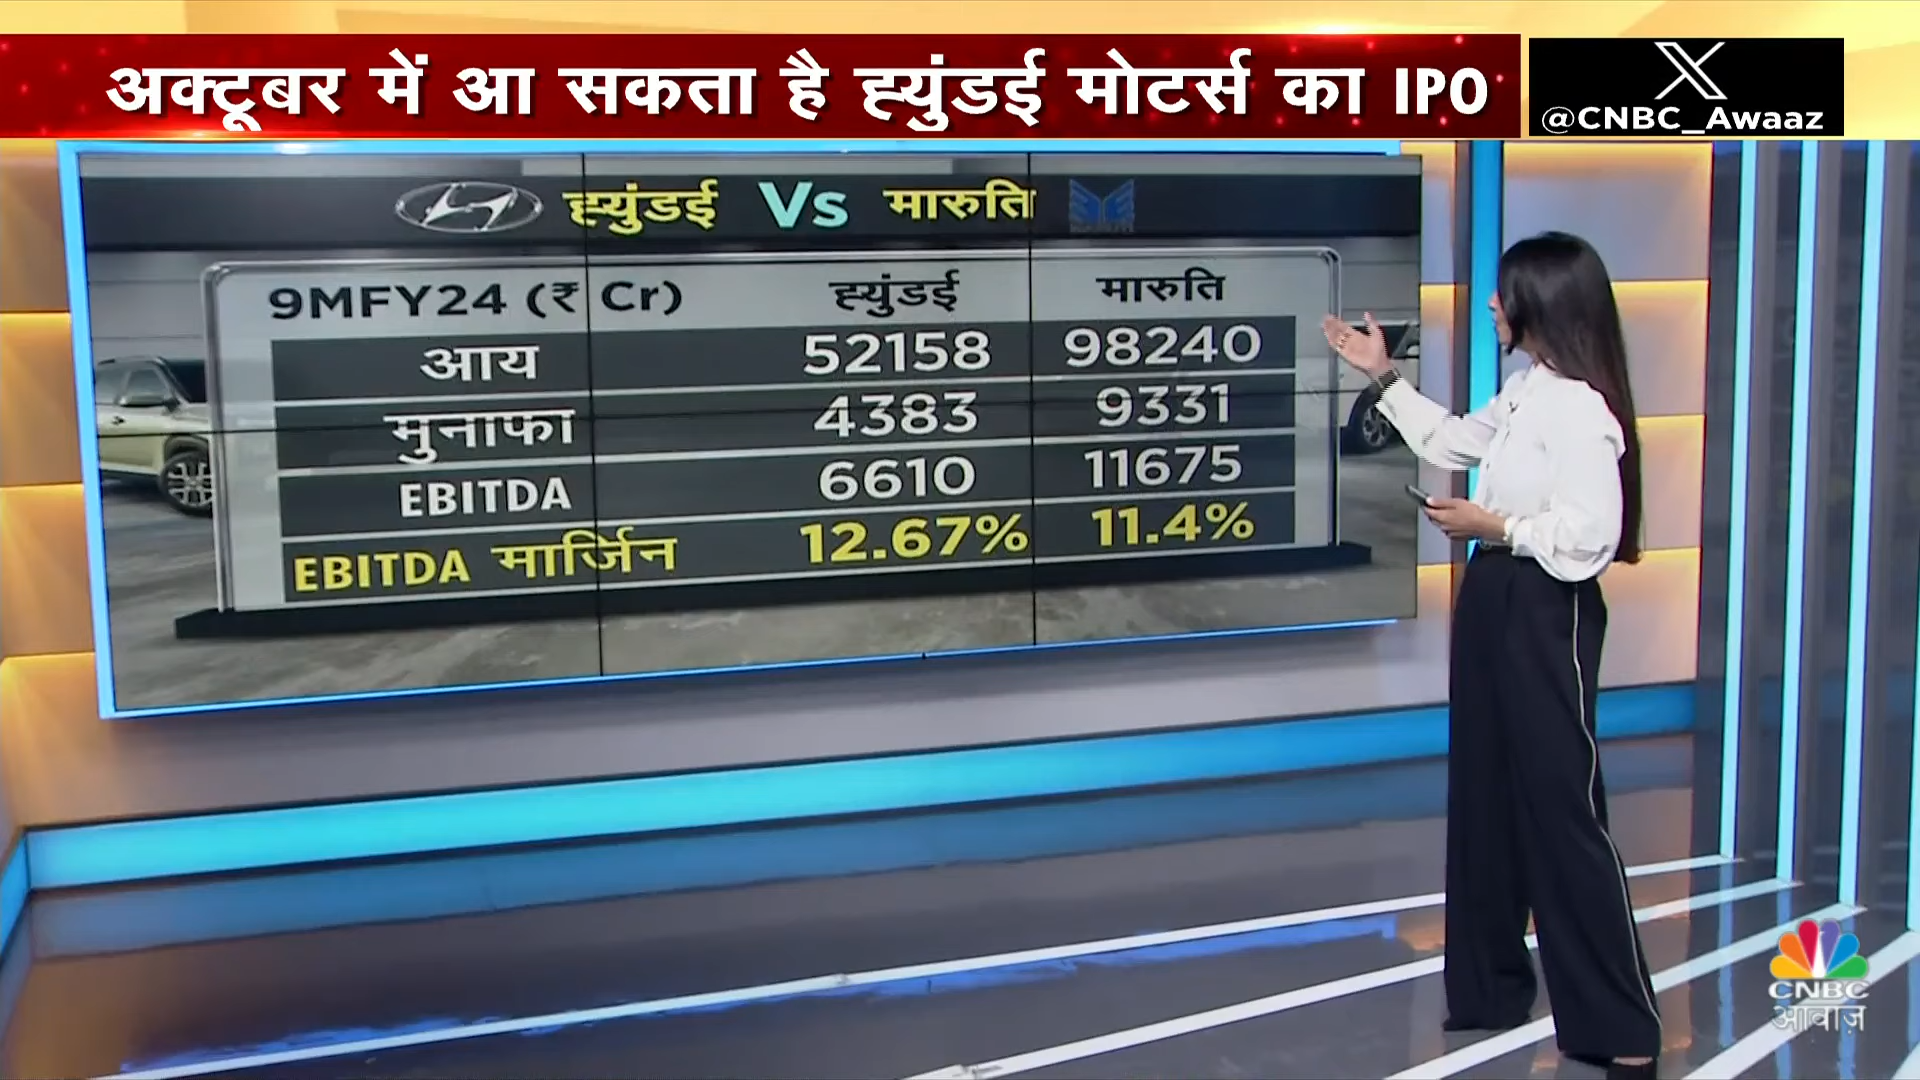 अक्टूबर में आ सकता है ह्युंडई मोटर्स का IPO
@CNBC_Awaaz
ह्युंडई Vs मारुति
9MFY24 (₹ Cr) ह्युंडई मारुति
आय 52158 98240
मुनाफा 4383 9331
EBITDA 6610 11675
EBITDA मार्जिन 12.67% 11.4%
CNBC
आवाज़